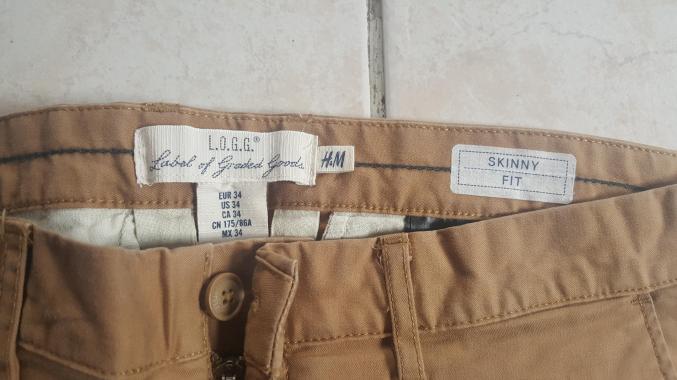 L.O.G.G.®
Label of Graded Goods
H&M
SKINNY
FIT
EUR 34
US 34
CA 34
CN 175/86A
MX 34